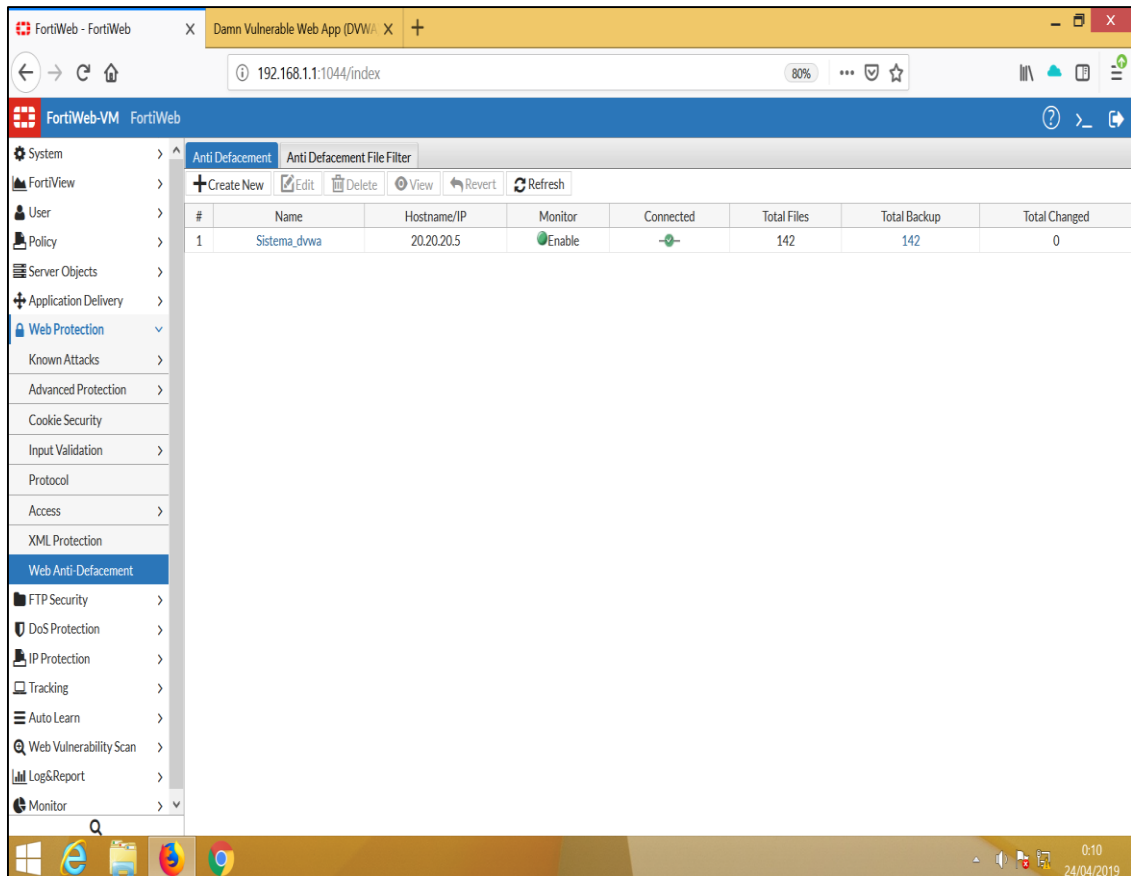 FortiWeb - FortiWeb X Damn Vulnerable Web App (DVWA X +
192.168.1.1:1044/index 80%
FortiWeb-VM FortiWeb
System
FortiView
User
Policy
Server Objects
Application Delivery
Web Protection
Known Attacks
Advanced Protection
Cookie Security
Input Validation
Protocol
Access
XML Protection
Web Anti-Defacement
FTP Security
DoS Protection
IP Protection
Tracking
Auto Learn
Web Vulnerability Scan
Log&Report
Monitor
Anti Defacement Anti Defacement File Filter
Create New Edit Delete View Revert Refresh
# Name Hostname/IP Monitor Connected Total Files Total Backup Total Changed
1 Sistema_dvwa 20.20.20.5 Enable 142 142 0
0:10
24/04/2019